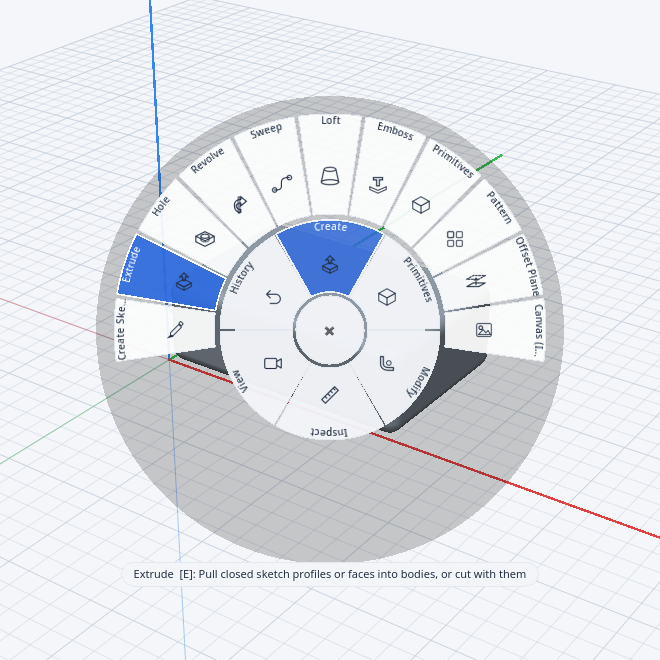 Create Ske...
Extrude
Hole
Revolve
Sweep
Loft
Emboss
Primitives
Pattern
Offset Plane
Canvas (I...
Create
Primitives
Modify
Inspect
View
History
Extrude [E]: Pull closed sketch profiles or faces into bodies, or cut with them